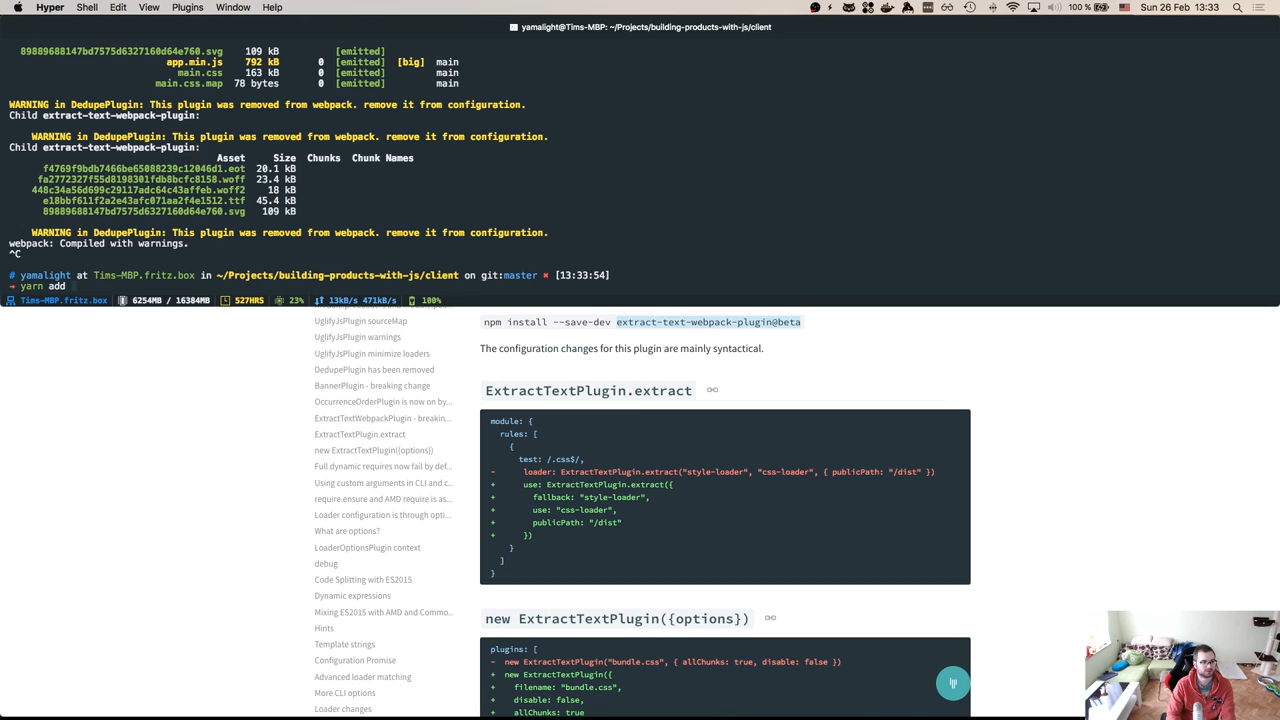 Hyper Edit View Window Help
100% Sun 26 Feb 13:33
yamalight@Tims-MBP: ~/Projects/building-products-with-js/client
89889688147bd7575d6327160d64e760.svg 109 kB [emitted]
app.min.js 792 kB 0 [emitted] [big] main
main.css 163 kB 0 [emitted] main
main.css.map 78 bytes 0 [emitted] main
WARNING in DedupePlugin: This plugin was removed from webpack. remove it from configuration.
Child extract-text-webpack-plugin:
WARNING in DedupePlugin: This plugin was removed from webpack. remove it from configuration.
Child extract-text-webpack-plugin:
Asset Size Chunks Chunk Names
f4769f9bdb7466be65088239c12046d1.eot 20.1 kB
fa2772327f55d8198301fdb8bcfc8158.woff 23.4 kB
448c34a56d699c29117adc64c43affeb.woff2 18 kB
e18bbf611f2a2e43afc071aa2f4e1512.ttf 45.4 kB
89889688147bd7575d6327160d64e760.svg 109 kB
WARNING in DedupePlugin: This plugin was removed from webpack. remove it from configuration.
webpack: Compiled with warnings.
^C
# yamalight at Tims-MBP.fritz.box in ~/Projects/building-products-with-js/client on git:master ✖ [13:33:54]
→ yarn add
Tims-MBP.fritz.box 6254MB / 16384MB 527HRS 23% 13kB/s 471kB/s 100%
UglifyJsPlugin sourceMap
UglifyJsPlugin warnings
UglifyJsPlugin minimize loaders
DedupePlugin has been removed
BannerPlugin - breaking change
OccurrenceOrderPlugin is now on by...
ExtractTextWebpackPlugin - breakin...
ExtractTextPlugin.extract
new ExtractTextPlugin({options})
Full dynamic requires now fail by def...
Using custom arguments in CLI and c...
require.ensure and AMD require is as...
Loader configuration is through opti...
What are options?
LoaderOptionsPlugin context
debug
Code Splitting with ES2015
Dynamic expressions
Mixing ES2015 with AMD and Commo...
Hints
Template strings
Configuration Promise
Advanced loader matching
More CLI options
Loader changes
npm install --save-dev extract-text-webpack-plugin@beta
The configuration changes for this plugin are mainly syntactical.
ExtractTextPlugin.extract
module: {
rules: [
{
test: /.css$/,
- loader: ExtractTextPlugin.extract("style-loader", "css-loader", { publicPath: "/dist" })
+ use: ExtractTextPlugin.extract({
+ fallback: "style-loader",
+ use: "css-loader",
+ publicPath: "/dist"
+ })
}
]
}
new ExtractTextPlugin({options})
plugins: [
- new ExtractTextPlugin("bundle.css", { allChunks: true, disable: false })
+ new ExtractTextPlugin({
+ filename: "bundle.css",
+ disable: false,
+ allChunks: true